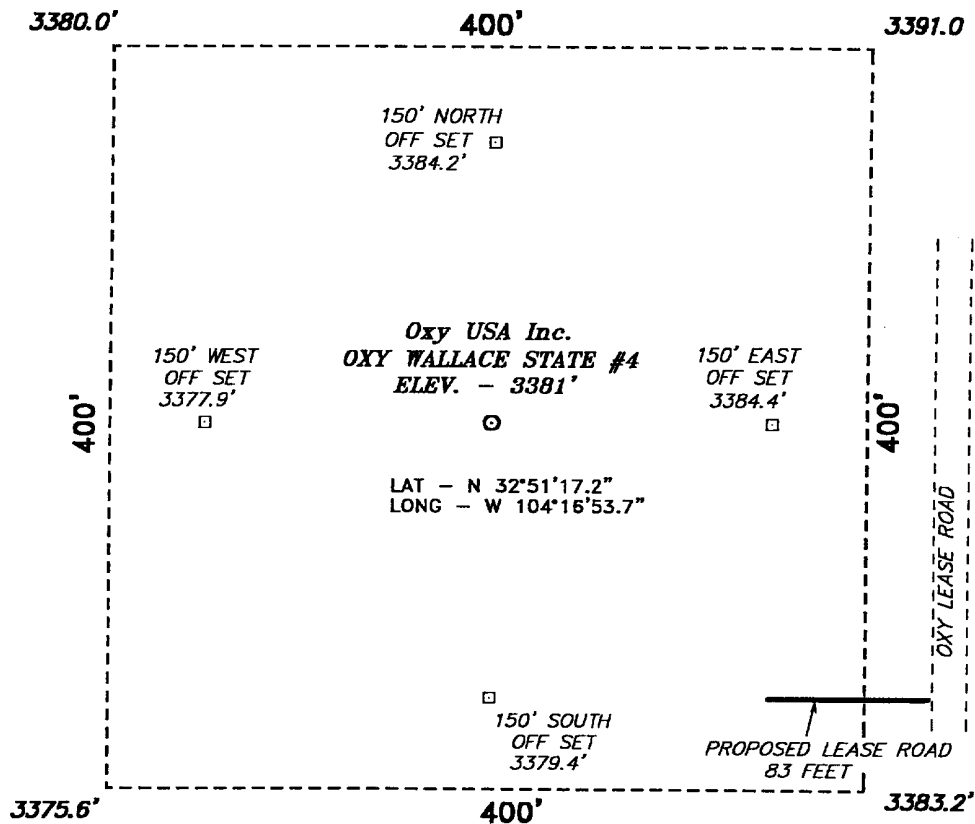 3380.0'
400'
3391.0
150' NORTH
OFF SET
3384.2'
Oxy USA Inc.
OXY WALLACE STATE #4
ELEV. - 3381'
150' WEST
OFF SET
3377.9'
150' EAST
OFF SET
3384.4'
400'
400'
LAT - N 32°51'17.2"
LONG - W 104°16'53.7"
OXY LEASE ROAD
150' SOUTH
OFF SET
3379.4'
PROPOSED LEASE ROAD
83 FEET
3375.6'
400'
3383.2'